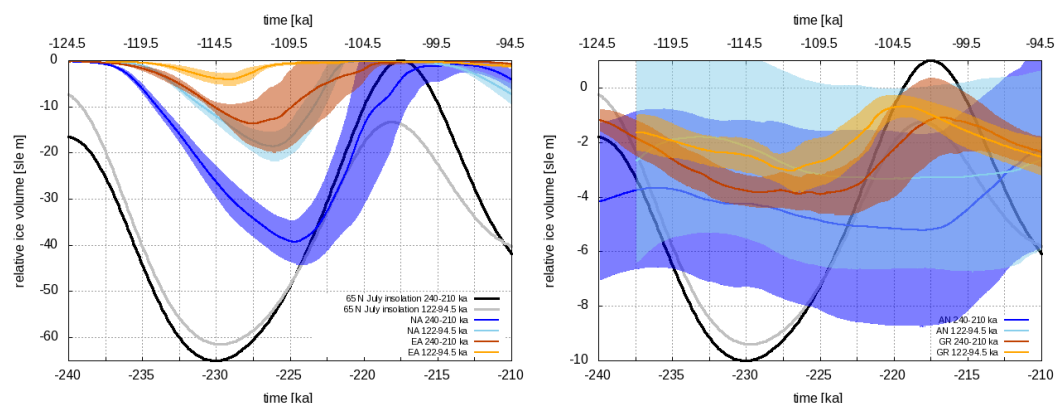 time [ka]
-124.5 -119.5 -114.5 -109.5 -104.5 -99.5 -94.5
relative ice volume [sle m]
0
-10
-20
-30
-40
-50
-60
65 N July insolation 240-210 ka
65 N July insolation 122-94.5 ka
NA 240-210 ka
NA 122-94.5 ka
EA 240-210 ka
EA 122-94.5 ka
-240 -235 -230 -225 -220 -215 -210
time [ka]
time [ka]
-124.5 -119.5 -114.5 -109.5 -104.5 -99.5 -94.5
relative ice volume [sle m]
0
-2
-4
-6
-8
-10
AN 240-210 ka
AN 122-94.5 ka
GR 240-210 ka
GR 122-94.5 ka
-240 -235 -230 -225 -220 -215 -210
time [ka]